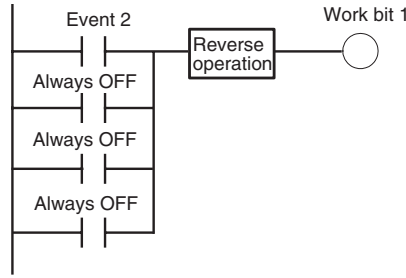 Event 2
Work bit 1
Reverse
operation
Always OFF
Always OFF
Always OFF